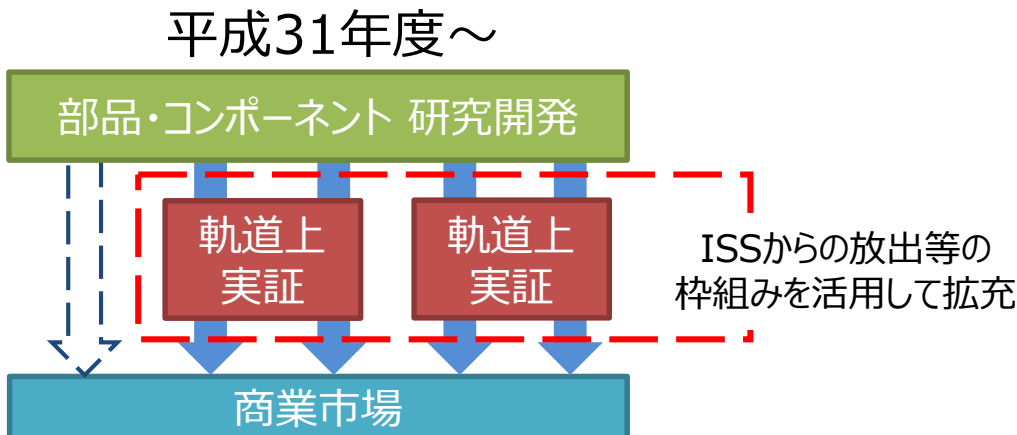 平成31年度～
部品・コンポーネント 研究開発
軌道上
実証
軌道上
実証
ISSからの放出等の
枠組みを活用して拡充
商業市場